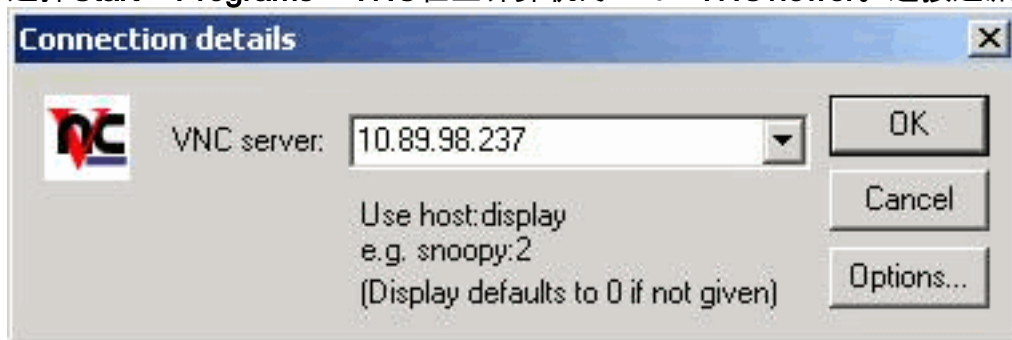 Connection details
VNC server:
10.89.98.237
OK
Use host:display
e.g. snoopy:2
(Display defaults to 0 if not given)
Cancel
Options...
VNC